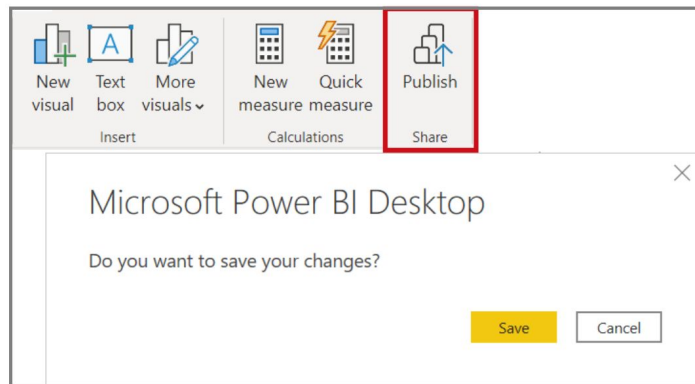 A
New Text More New Quick Publish
visual box visuals measure measure
Insert Calculations Share
Microsoft Power BI Desktop
Do you want to save your changes?
Save Cancel